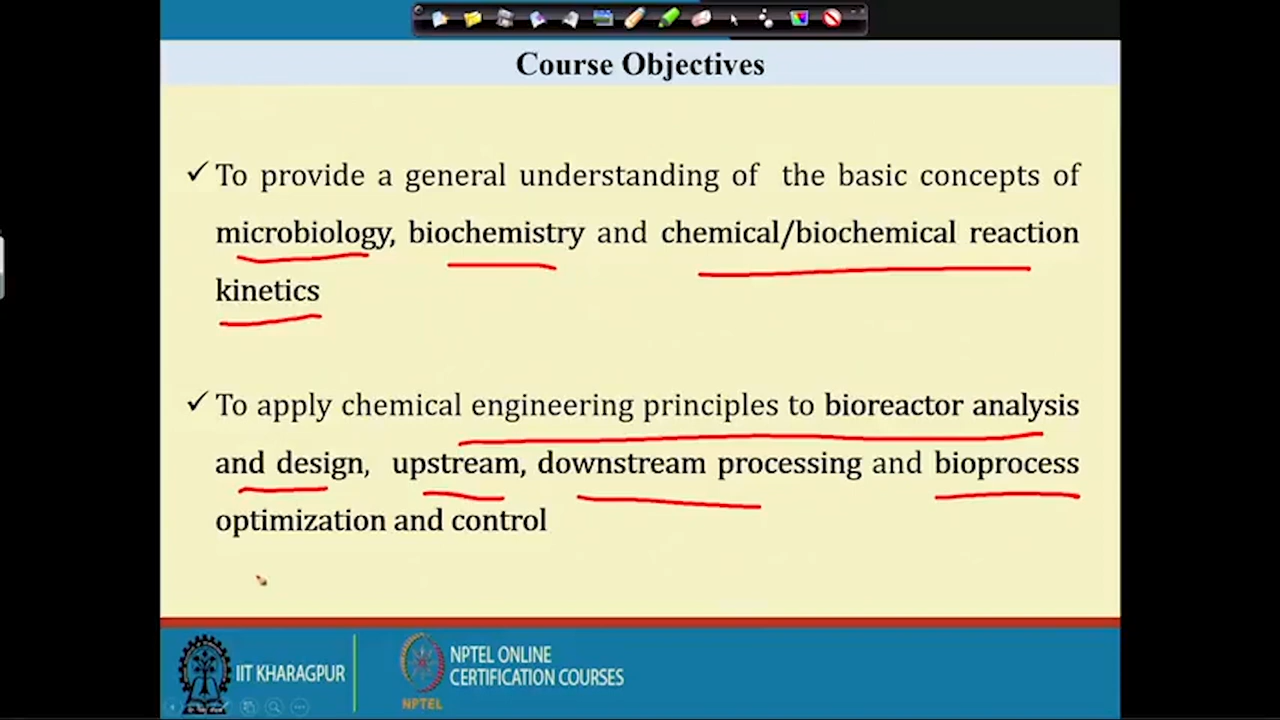 Course Objectives
✓ To provide a general understanding of the basic concepts of
microbiology, biochemistry and chemical/biochemical reaction
kinetics
✓ To apply chemical engineering principles to bioreactor analysis
and design, upstream, downstream processing and bioprocess
optimization and control
IIT KHARAGPUR
NPTEL ONLINE
CERTIFICATION COURSES
NPTEL